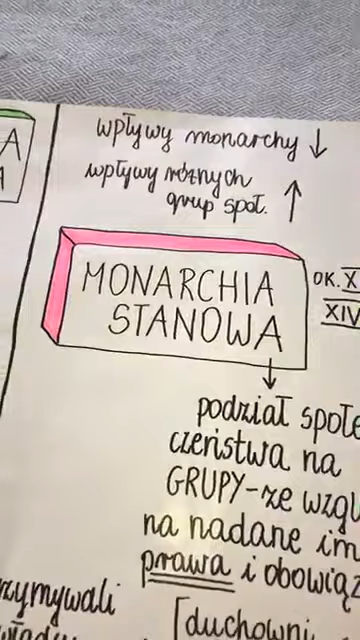 A
wpływy monarchy ↓
wpływy różnych
grup społ. ↑
MONARCHIA
STANOWA
OK. X
XIV
podział społe
czeństwa na
GRUPY-ze wzglę
na nadane im
prawa i obowiąz
zymywali
[duchowni